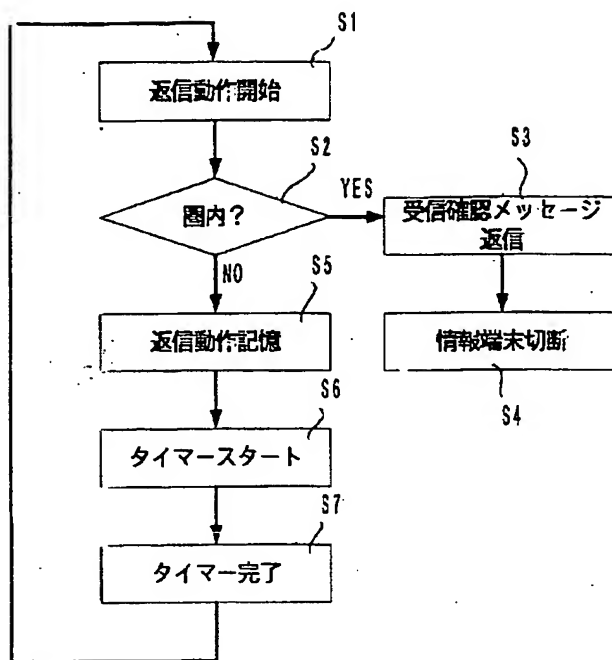 S1
返信動作開始
S2
圏内?
YES
S3
受信確認メッセージ
返信
NO
S5
返信動作記憶
情報端末切断
S4
S6
タイマースタート
S7
タイマー完了